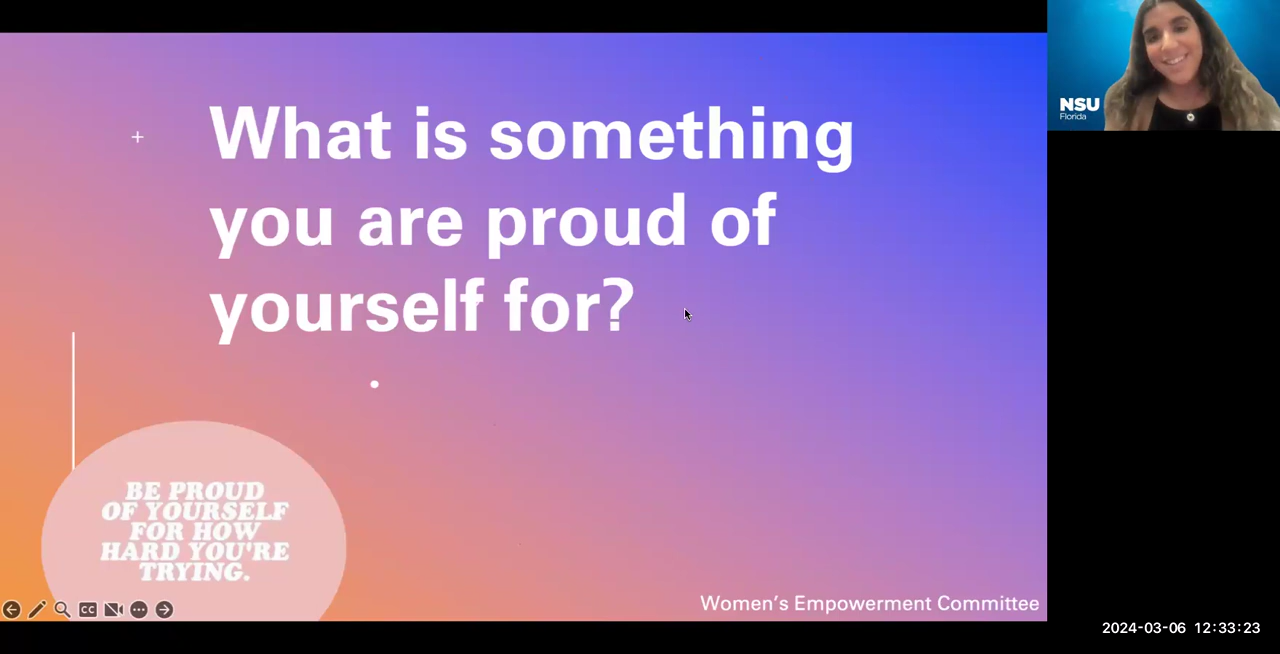 What is something
you are proud of
yourself for?
BE PROUD
OF YOURSELF
FOR HOW
HARD YOU'RE
TRYING.
CC
Women’s Empowerment Committee
NSU
Florida
2024-03-06 12:33:23